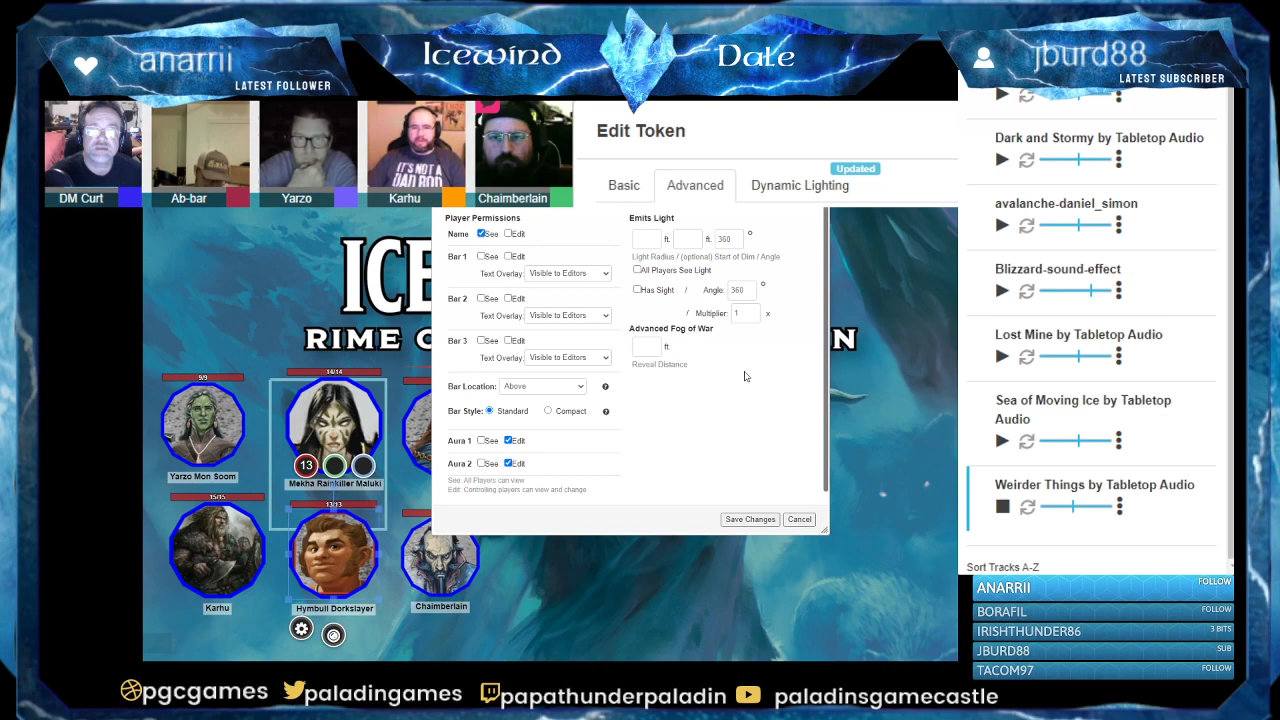 anarrii
LATEST FOLLOWER
Icewind Dale
jburd88
LATEST SUBSCRIBER
DM Curt
Ab-bar
Yarzo
IT'S NOT A DAD BOD
Karhu
Chaimberlain
Edit Token
Updated
Basic
Advanced
Dynamic Lighting
Player Permissions
Name See Edit
Bar 1 See Edit
Text Overlay: Visible to Editors
Bar 2 See Edit
Text Overlay: Visible to Editors
Bar 3 See Edit
Text Overlay: Visible to Editors
Bar Location: Above ?
Bar Style: Standard Compact ?
Aura 1 See Edit
Aura 2 See Edit
See: All Players can view
Edit: Controlling players can view and change
Emits Light
ft. ft. 360 °
Light Radius / (optional) Start of Dim / Angle
All Players See Light
Has Sight / Angle: 360 °
/ Multiplier: 1 x
Advanced Fog of War
ft.
Reveal Distance
Save Changes
Cancel
ICE
RIME O
N
9/9
14/14
13
Yarzo Mon Soom
Mekha Rainkiller Maluki
15/15
13/13
Karhu
Hymbull Dorkslayer
Chaimberlain
Dark and Stormy by Tabletop Audio
avalanche-daniel_simon
Blizzard-sound-effect
Lost Mine by Tabletop Audio
Sea of Moving Ice by Tabletop
Audio
Weirder Things by Tabletop Audio
Sort Tracks A-Z
ANARRII FOLLOW
BORAFIL FOLLOW
IRISHTHUNDER86 3 BITS
JBURD88 SUB
TACOM97 FOLLOW
pgcgames
paladingames
papathunderpaladin
paladinsgamecastle